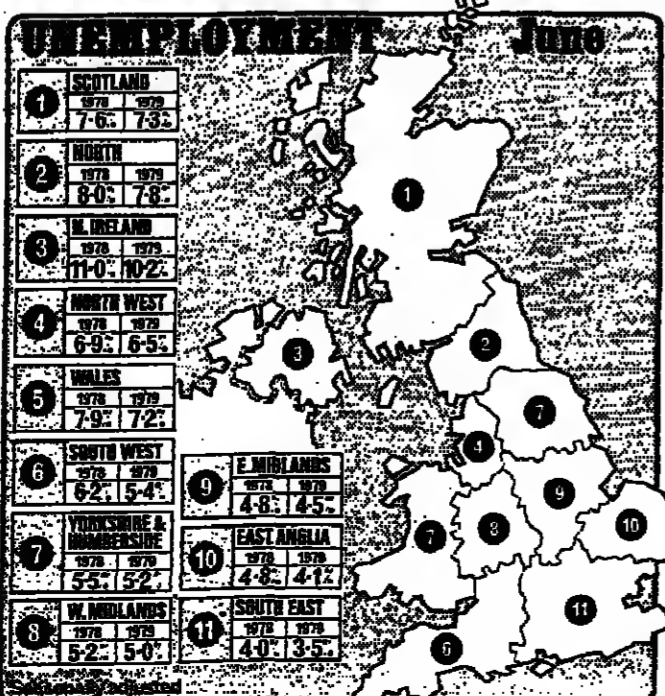 UNEMPLOYMENT June
1 SCOTLAND
1978 1979
7·6% 7·3%
2 NORTH
1978 1979
8·0% 7·8%
3 N. IRELAND
1978 1979
11·0% 10·2%
4 NORTH WEST
1978 1979
6·9% 6·5%
5 WALES
1978 1979
7·9% 7·2%
6 SOUTH WEST
1978 1979
6·2% 5·4%
7 YORKSHIRE &
HUMBERSIDE
1978 1979
5·5% 5·2%
8 W. MIDLANDS
1978 1979
5·2% 5·0%
9 E. MIDLANDS
1978 1979
4·8% 4·5%
10 EAST ANGLIA
1978 1979
4·8% 4·1%
11 SOUTH EAST
1978 1979
4·0% 3·5%
Seasonally adjusted
1
3
2
7
4
9
10
8
11
6